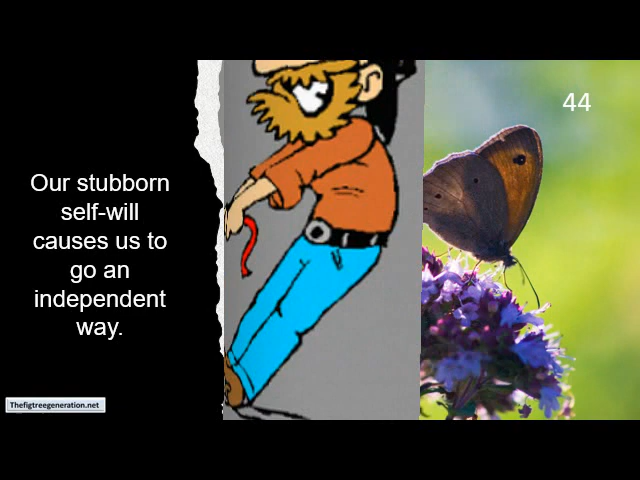 44
Our stubborn
self-will
causes us to
go an
independent
way.
Thefigtreegeneration.net